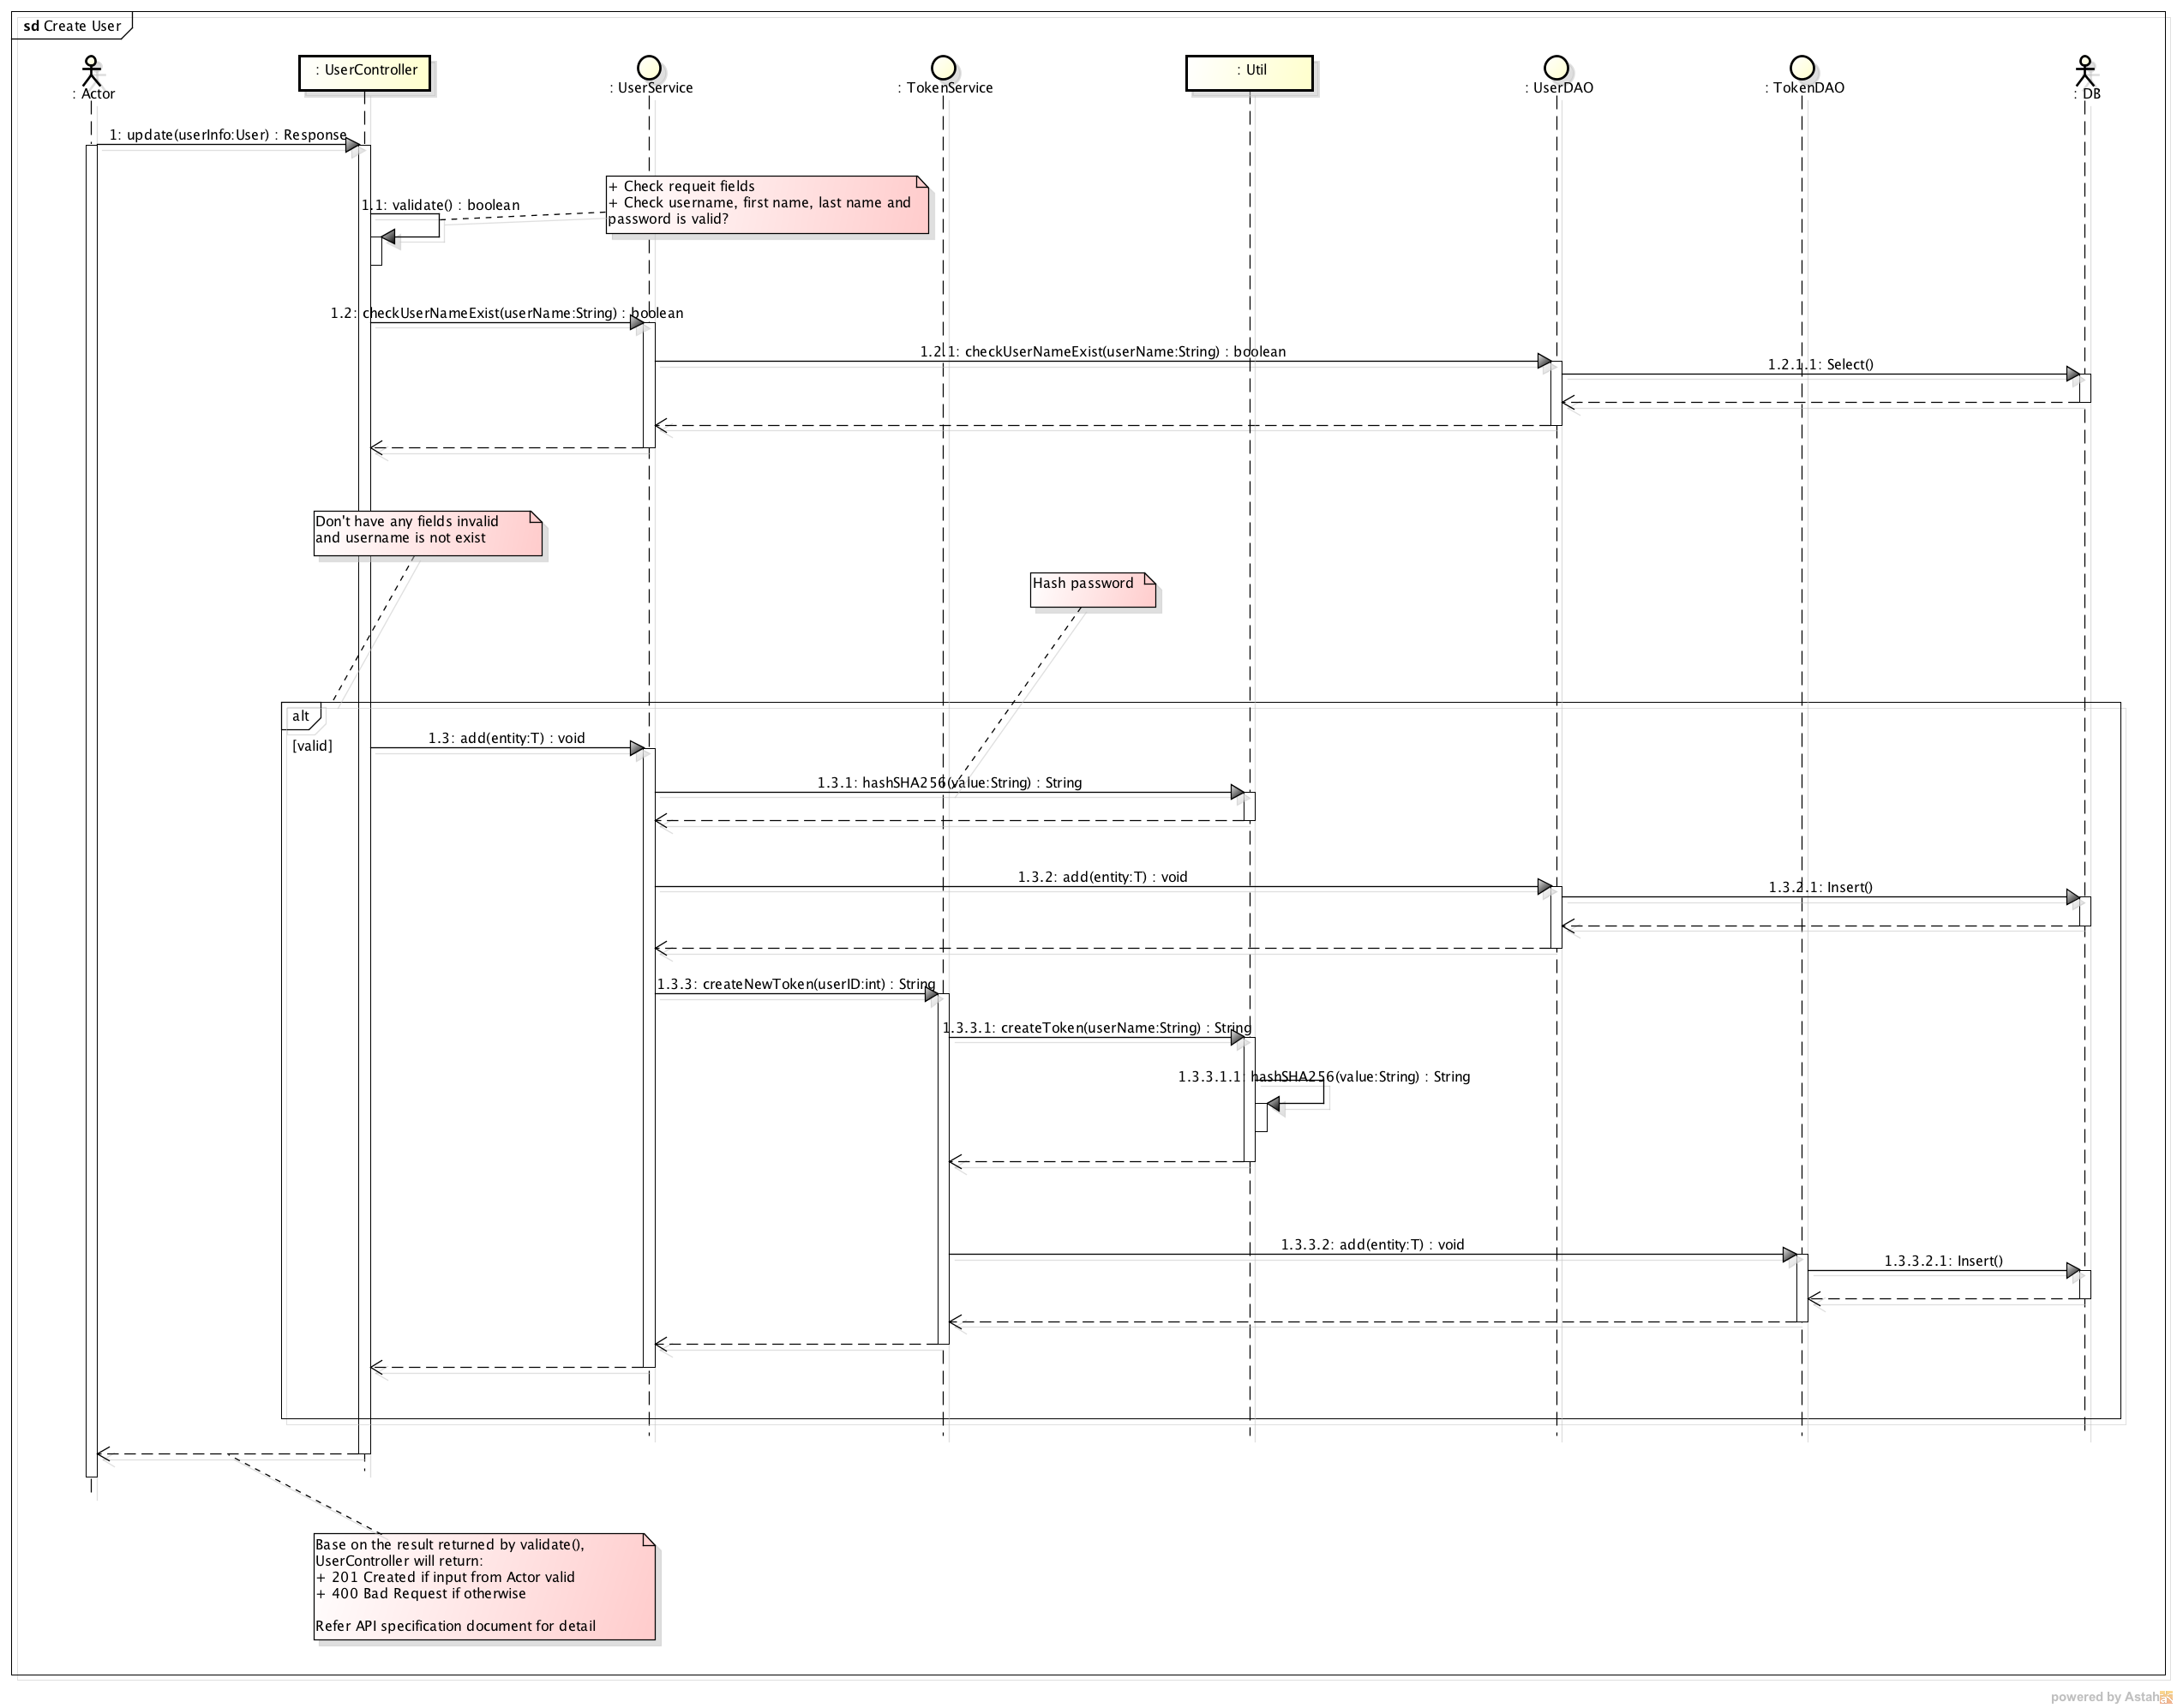 sd Create User
: Actor
: UserController
: UserService
: TokenService
: Util
: UserDAO
: TokenDAO
: DB
1: update(userInfo:User) : Response
+ Check requeit fields
+ Check username, first name, last name and
password is valid?
1.1: validate() : boolean
1.2: checkUserNameExist(userName:String) : boolean
1.2.1: checkUserNameExist(userName:String) : boolean
1.2.1.1: Select()
Don't have any fields invalid
and username is not exist
Hash password
alt
[valid]
1.3: add(entity:T) : void
1.3.1: hashSHA256(value:String) : String
1.3.2: add(entity:T) : void
1.3.2.1: Insert()
1.3.3: createNewToken(userID:int) : String
1.3.3.1: createToken(userName:String) : String
1.3.3.1.1: hashSHA256(value:String) : String
1.3.3.2: add(entity:T) : void
1.3.3.2.1: Insert()
Base on the result returned by validate(),
UserController will return:
+ 201 Created if input from Actor valid
+ 400 Bad Request if otherwise
Refer API specification document for detail
powered by Astah